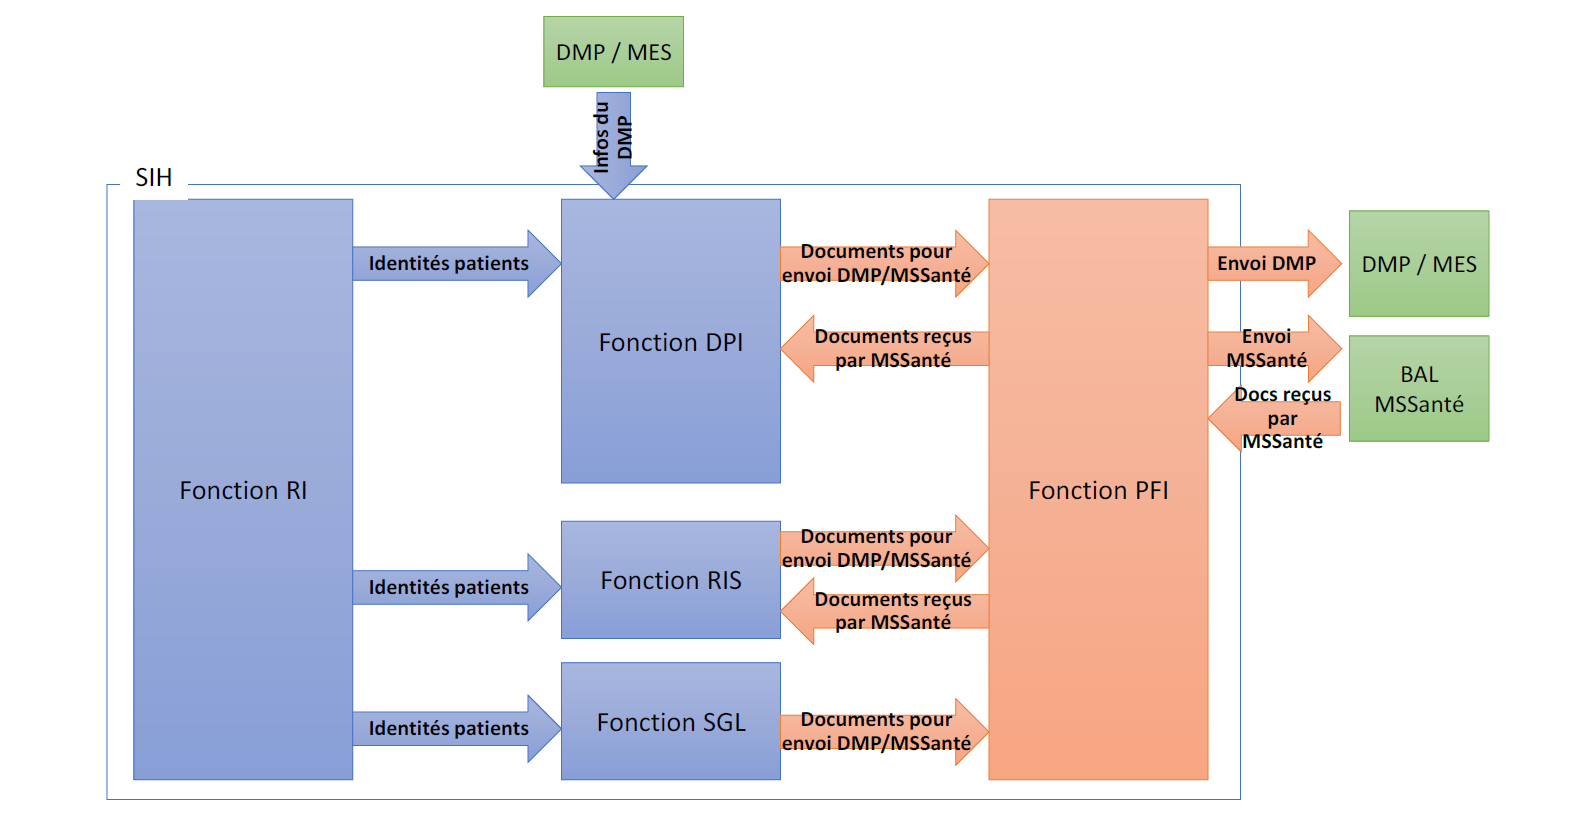 DMP / MES
Infos du
DMP
SIH
Fonction RI
Identités patients
Identités patients
Identités patients
Fonction DPI
Fonction RIS
Fonction SGL
Documents pour
envoi DMP/MSSanté
Documents reçus
par MSSanté
Documents pour
envoi DMP/MSSanté
Documents reçus
par MSSanté
Documents pour
envoi DMP/MSSanté
Fonction PFI
Envoi DMP
Envoi
MSSanté
Docs reçus
par
MSSanté
DMP / MES
BAL
MSSanté